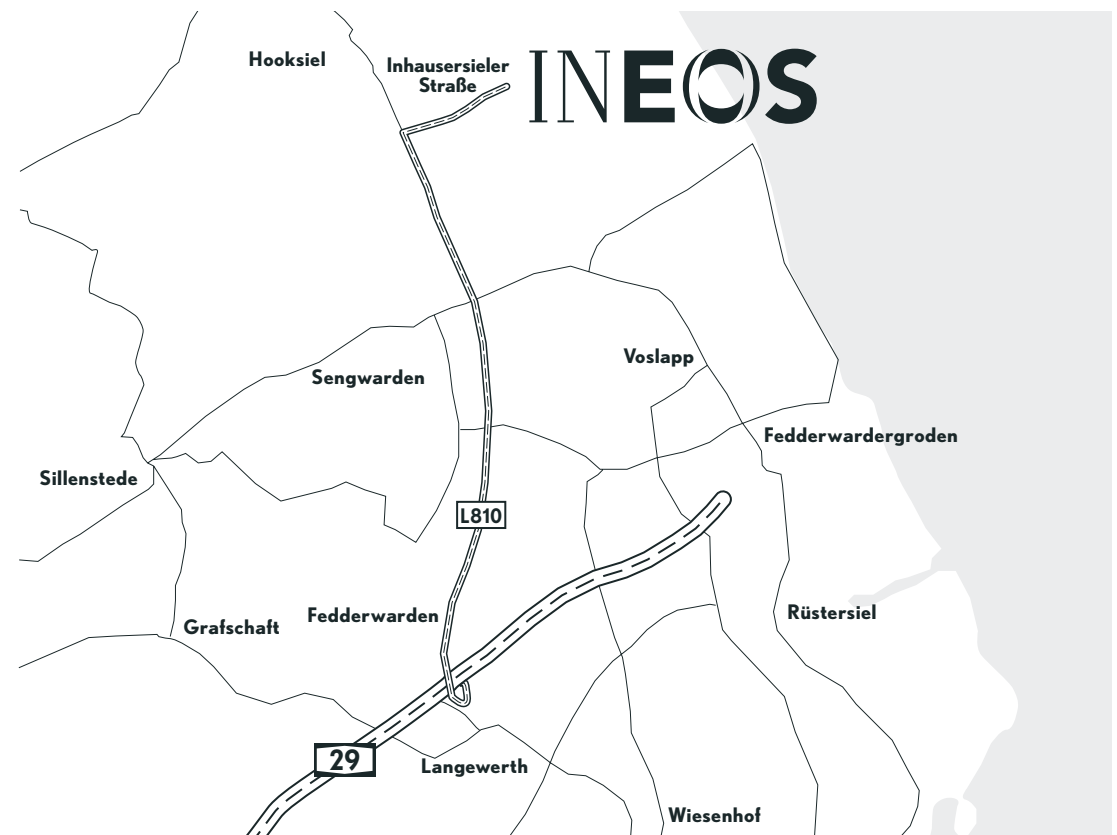 Hooksiel
Inhausersieler
Straße
INEOS
Voslapp
Sengwarden
Fedderwardergroden
Sillenstede
L810
Rüstersiel
Fedderwarden
Grafschaft
29
Langewerth
Wiesenhof